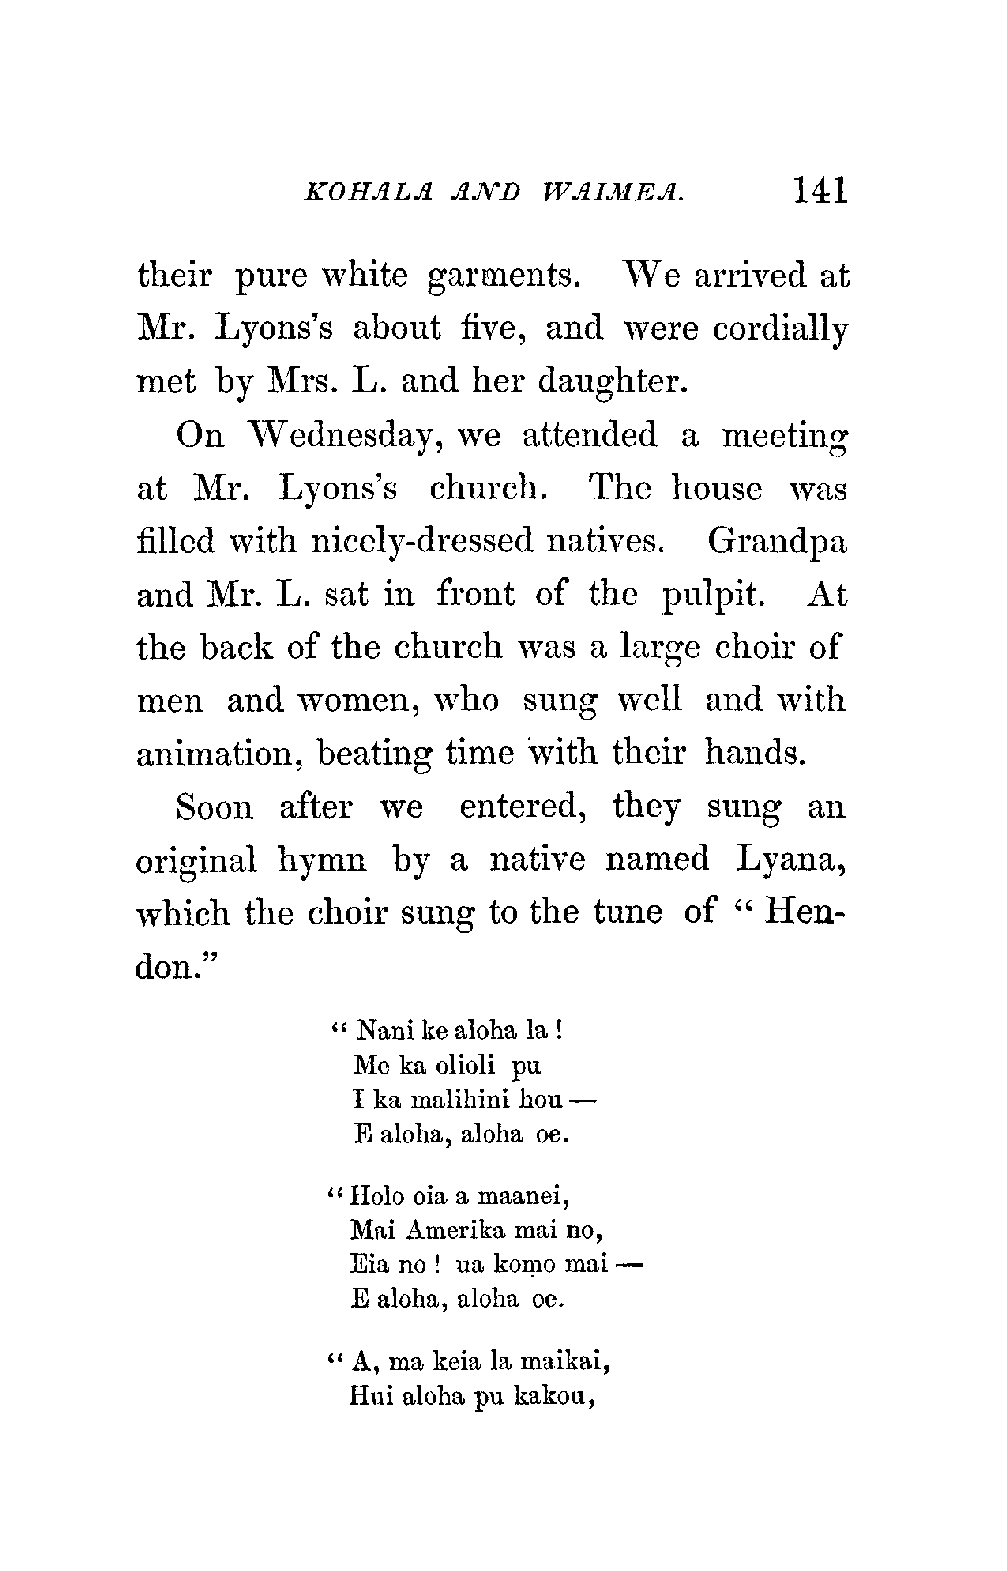 KOHALA AND WAIMEA. 141
their pure white garments. We arrived at
Mr. Lyons's about five, and were cordially
met by Mrs. L. and her daughter.
On Wednesday, we attended a meeting
at Mr. Lyons's church. The house was
filled with nicely-dressed natives. Grandpa
and Mr. L. sat in front of the pulpit. At
the back of the church was a large choir of
men and women, who sung well and with
animation, beating time with their hands.
Soon after we entered, they sung an
original hymn by a native named Lyana,
which the choir sung to the tune of “ Hen-
don.”
“ Nani ke aloha la !
Me ka olioli pu
I ka malihini hou —
E aloha, aloha oe.
“ Holo oia a maanei,
Mai Amerika mai no,
Eia no ! ua komo mai —
E aloha, aloha oe.
“ A, ma keia la maikai,
Hui aloha pu kakou,